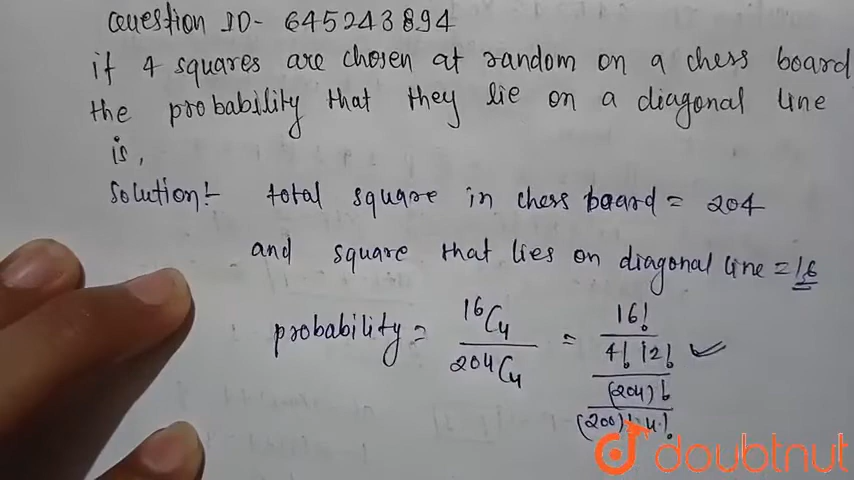 Question ID- 645243894
if 4 squares are chosen at random on a chess board
the probability that they lie on a diagonal line
is,
Solution!- total square in chess board = 204
and square that lies on diagonal line = 16
probability = 16C4 / 204C4 = 16! / 4! 12! / (204)! / (200)! 4!
doubtnut